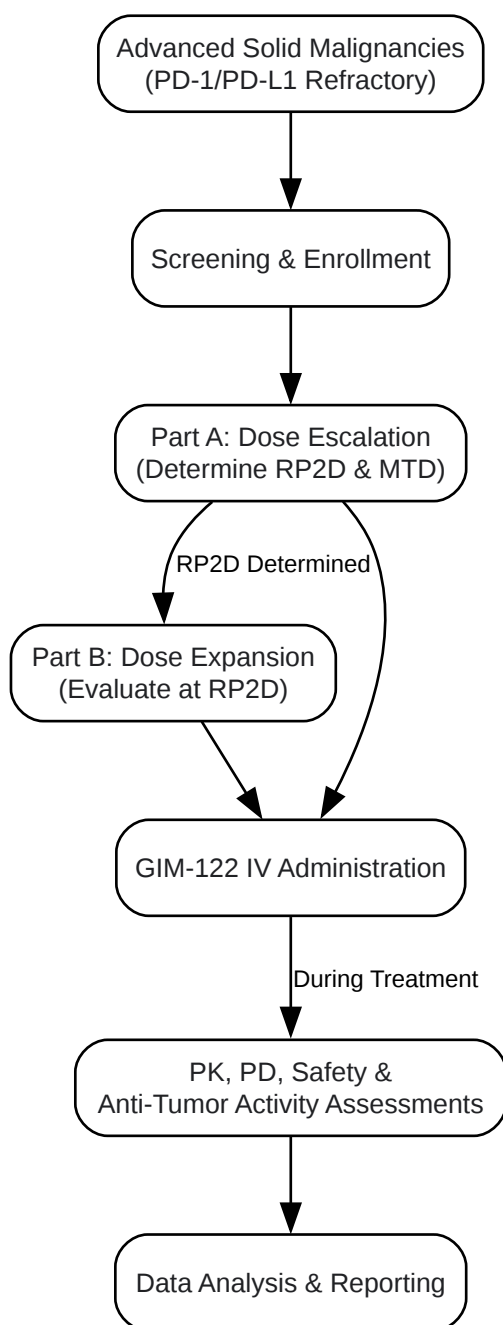 Advanced Solid Malignancies
(PD-1/PD-L1 Refractory)
Screening & Enrollment
Part A: Dose Escalation
(Determine RP2D & MTD)
RP2D Determined
Part B: Dose Expansion
(Evaluate at RP2D)
GIM-122 IV Administration
During Treatment
PK, PD, Safety &
Anti-Tumor Activity Assessments
Data Analysis & Reporting